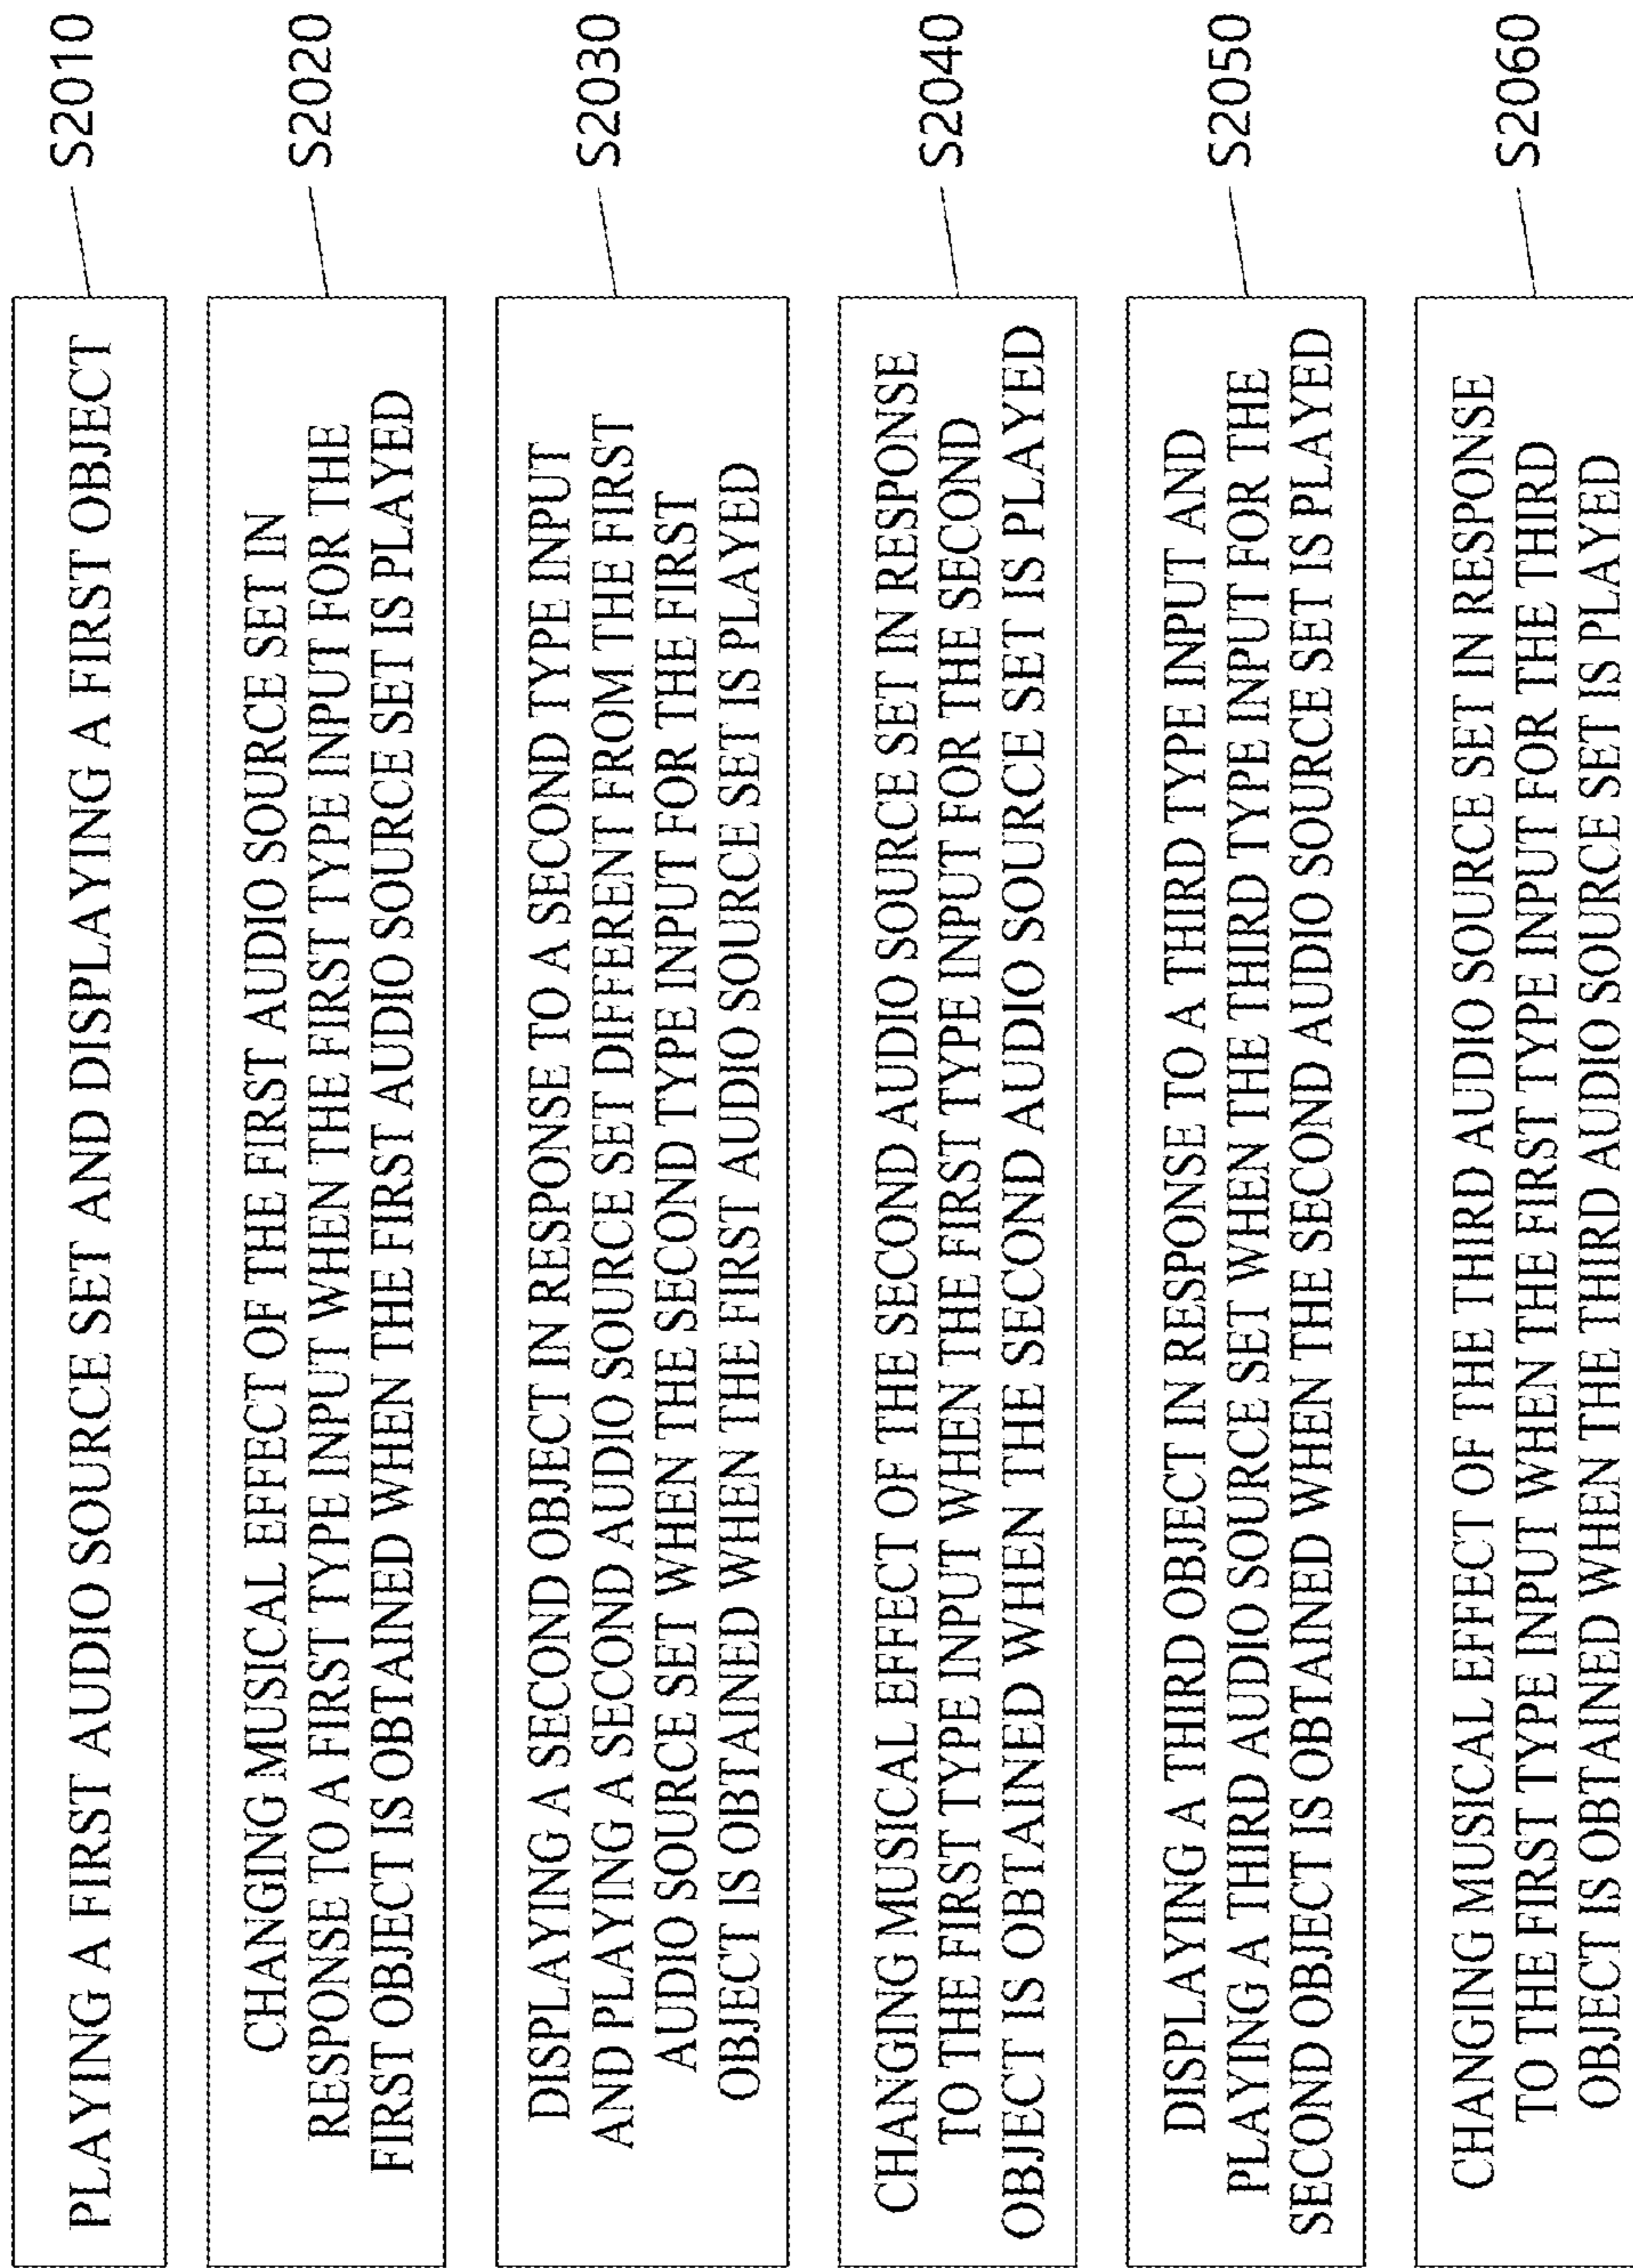 PLAYING A FIRST AUDIO SOURCE SET AND DISPLAYING A FIRST OBJECT
S2010
CHANGING MUSICAL EFFECT OF THE FIRST AUDIO SOURCE SET IN
RESPONSE TO A FIRST TYPE INPUT WHEN THE FIRST TYPE INPUT FOR THE
FIRST OBJECT IS OBTAINED WHEN THE FIRST AUDIO SOURCE SET IS PLAYED
S2020
DISPLAYING A SECOND OBJECT IN RESPONSE TO A SECOND TYPE INPUT
AND PLAYING A SECOND AUDIO SOURCE SET DIFFERENT FROM THE FIRST
AUDIO SOURCE SET WHEN THE SECOND TYPE INPUT FOR THE FIRST
OBJECT IS OBTAINED WHEN THE FIRST AUDIO SOURCE SET IS PLAYED
S2030
CHANGING MUSICAL EFFECT OF THE SECOND AUDIO SOURCE SET IN RESPONSE
TO THE FIRST TYPE INPUT WHEN THE FIRST TYPE INPUT FOR THE SECOND
OBJECT IS OBTAINED WHEN THE SECOND AUDIO SOURCE SET IS PLAYED
S2040
DISPLAYING A THIRD OBJECT IN RESPONSE TO A THIRD TYPE INPUT AND
PLAYING A THIRD AUDIO SOURCE SET WHEN THE THIRD TYPE INPUT FOR THE
SECOND OBJECT IS OBTAINED WHEN THE SECOND AUDIO SOURCE SET IS PLAYED
S2050
CHANGING MUSICAL EFFECT OF THE THIRD AUDIO SOURCE SET IN RESPONSE
TO THE FIRST TYPE INPUT WHEN THE FIRST TYPE INPUT FOR THE THIRD
OBJECT IS OBTAINED WHEN THE THIRD AUDIO SOURCE SET IS PLAYED
S2060